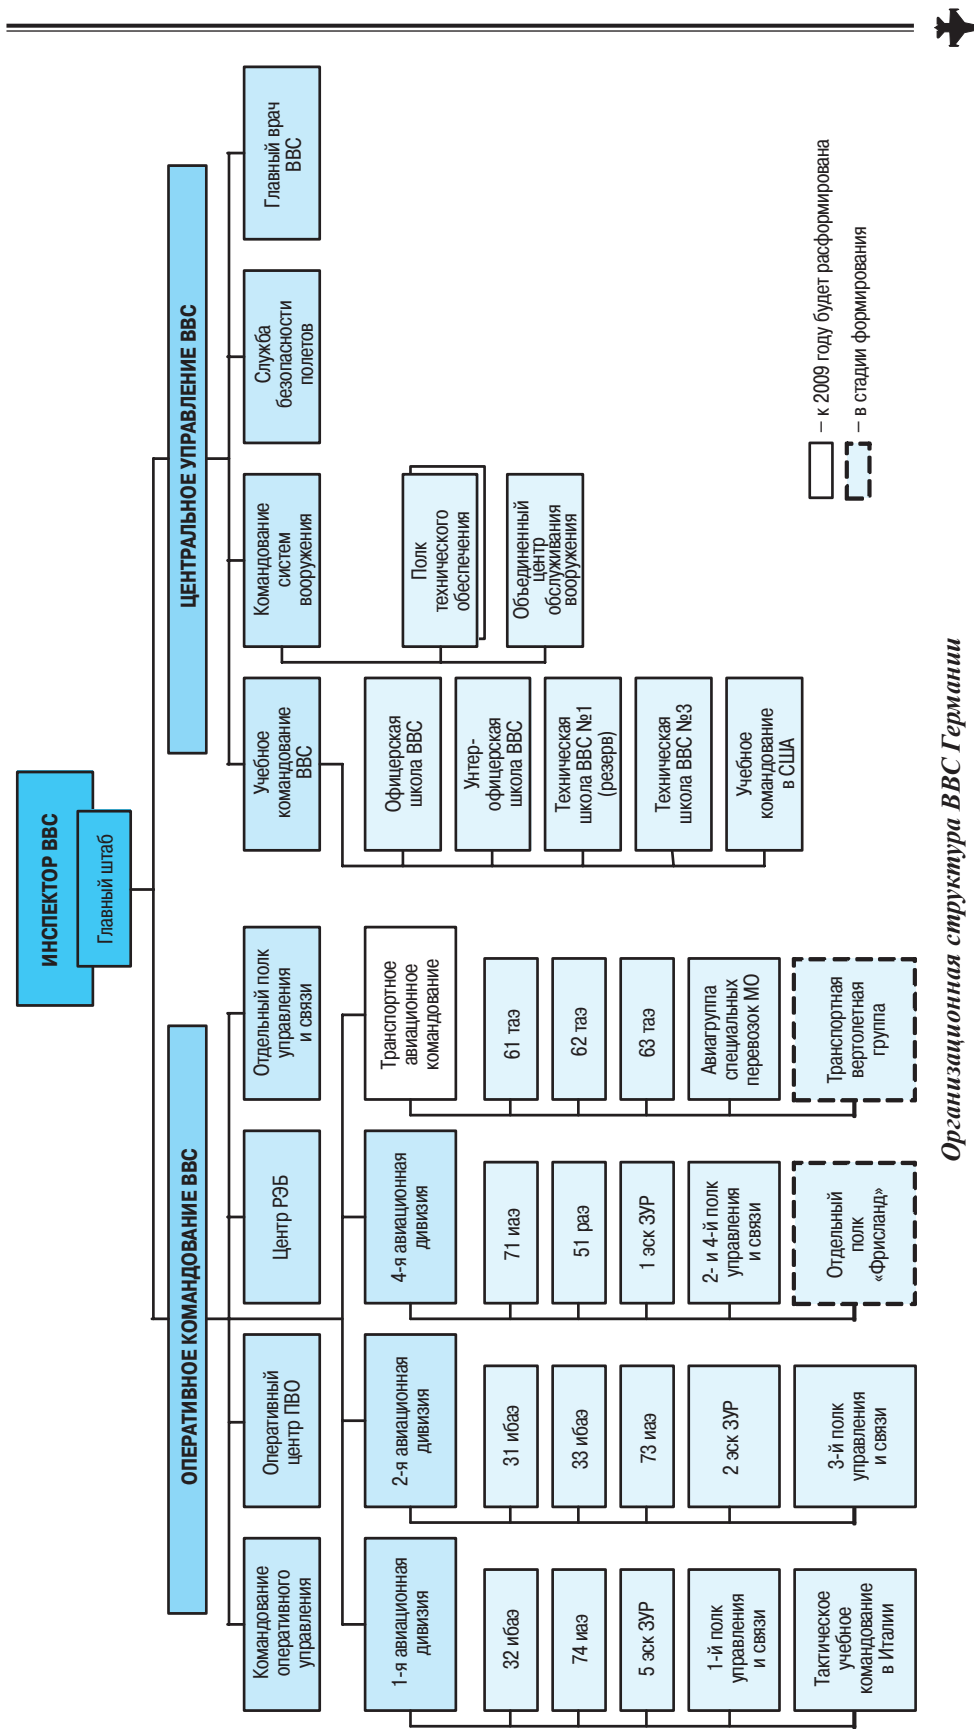 ИНСПЕКТОР ВВС
Главный штаб
ОПЕРАТИВНОЕ КОМАНДОВАНИЕ ВВС
ЦЕНТРАЛЬНОЕ УПРАВЛЕНИЕ ВВС
Командование
оперативного
управления
Оперативный
центр ПВО
Центр РЭБ
Отдельный полк
управления
и связи
Учебное
командование
ВВС
Командование
систем
вооружения
Служба
безопасности
полетов
Главный врач
ВВС
1-я авиационная
дивизия
32 ибаэ
74 иаэ
5 эск ЗУР
1-й полк
управления
и связи
Тактическое
учебное
командование
в Италии
2-я авиационная
дивизия
31 ибаэ
33 ибаэ
73 иаэ
2 эск ЗУР
3-й полк
управления
и связи
4-я авиационная
дивизия
71 иаэ
51 раэ
1 эск ЗУР
2- и 4-й полк
управления
и связи
Отдельный
полк
«Фрисланд»
Транспортное
авиационное
командование
61 таэ
62 таэ
63 таэ
Авиагруппа
специальных
перевозок МО
Транспортная
вертолетная
группа
Офицерская
школа ВВС
Унтер-
офицерская
школа ВВС
Техническая
школа ВВС №1
(резерв)
Техническая
школа ВВС №3
Учебное
командование
в США
Полк
технического
обеспечения
Объединенный
центр
обслуживания
вооружения
– к 2009 году будет расформирована
– в стадии формирования
Организационная структура ВВС Германии